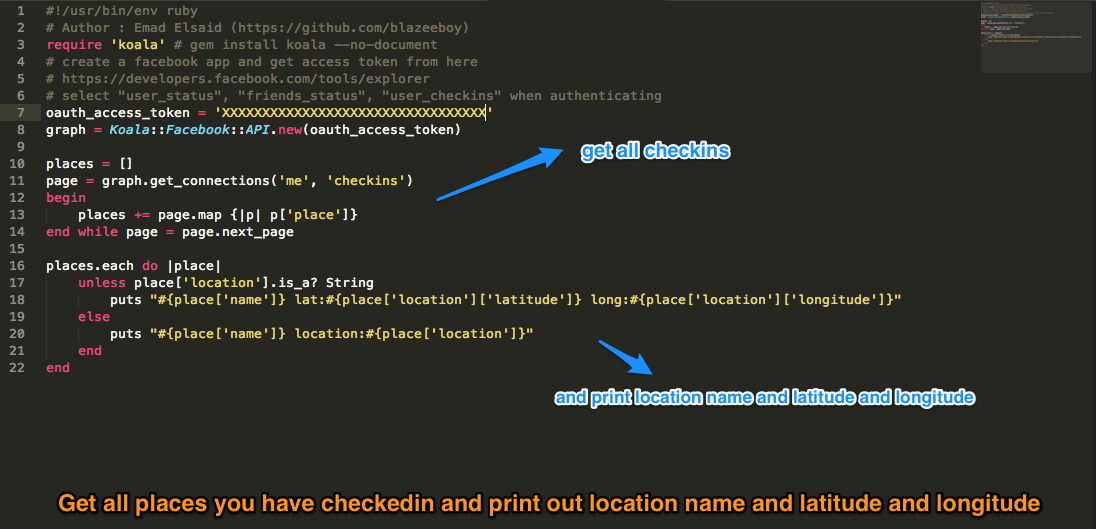 1 #!/usr/bin/env ruby
2 # Author : Emad Elsaid (https://github.com/blazeeboy)
3 require 'koala' # gem install koala --no-document
4 # create a facebook app and get access token from here
5 # https://developers.facebook.com/tools/explorer
6 # select "user_status", "friends_status", "user_checkins" when authenticating
7 oauth_access_token = 'XXXXXXXXXXXXXXXXXXXXXXXXXXXXXXXXX'
8 graph = Koala::Facebook::API.new(oauth_access_token)
9
get all checkins
10 places = []
11 page = graph.get_connections('me', 'checkins')
12 begin
13     places += page.map {|p| p['place']}
14 end while page = page.next_page
15
16 places.each do |place|
17     unless place['location'].is_a? String
18         puts "#{place['name']} lat:#{place['location']['latitude']} long:#{place['location']['longitude']}"
19     else
20         puts "#{place['name']} location:#{place['location']}"
21     end
22 end
and print location name and latitude and longitude
Get all places you have checkedin and print out location name and latitude and longitude